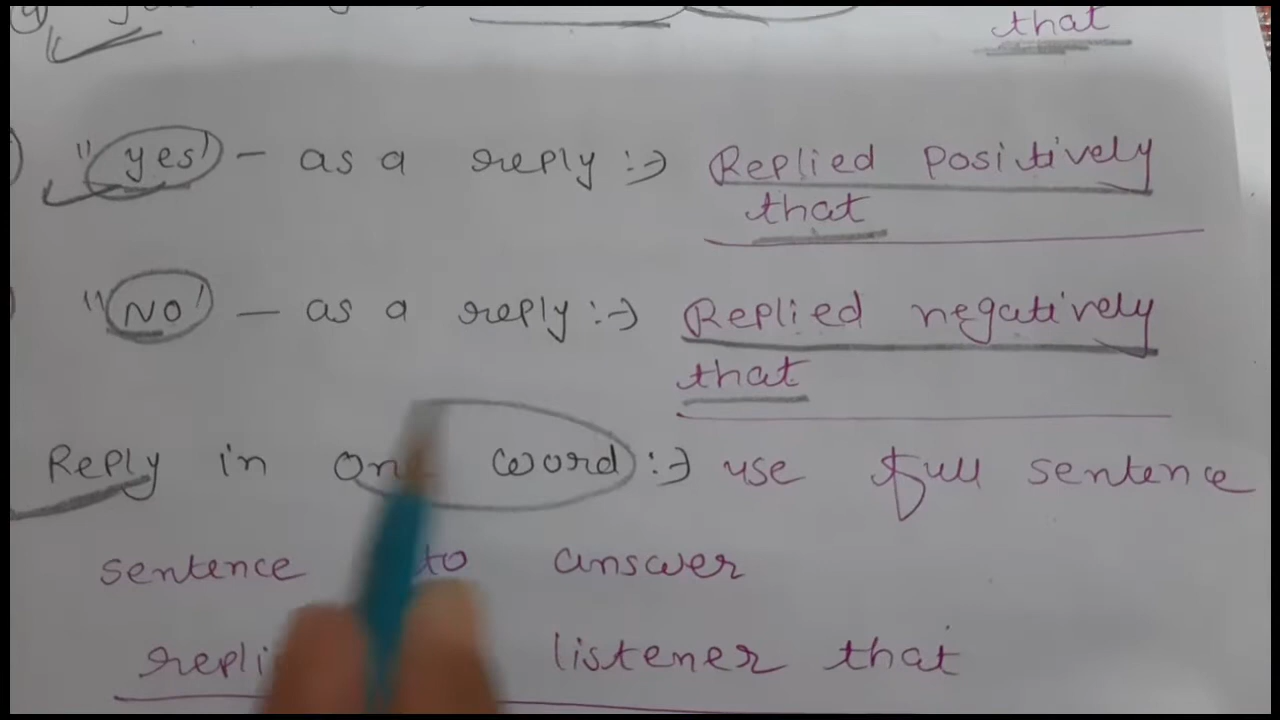 that
"yes" - as a reply :-> Replied Positively
that
"NO" - as a reply :-> Replied negatively
that
Reply in word :-> use full sentence
sentence to answer
listener that